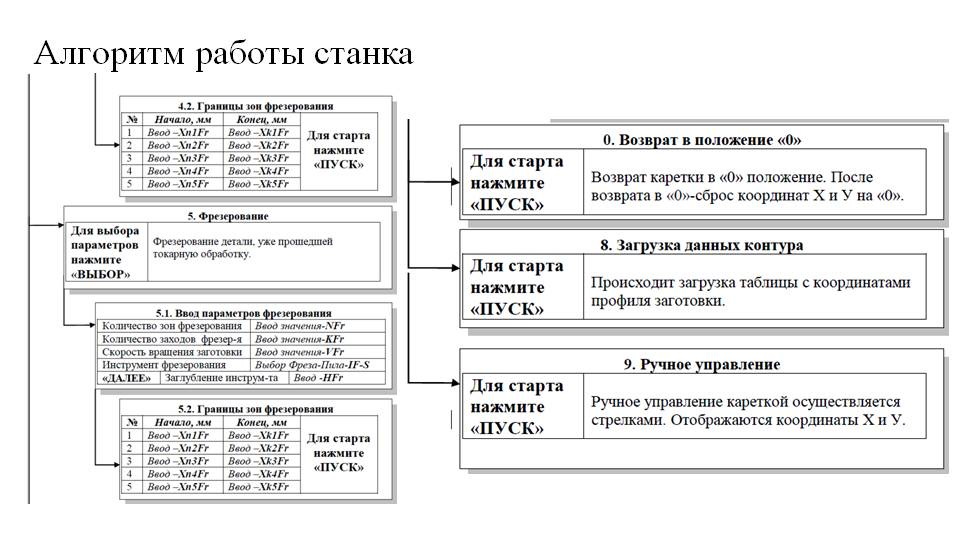 Алгоритм работы станка
4.2. Границы зон фрезерования
№ Начало, мм Конец, мм
1 Ввод –Xn1Fr Ввод –Xk1Fr
2 Ввод –Xn2Fr Ввод –Xk2Fr
3 Ввод –Xn3Fr Ввод –Xk3Fr
4 Ввод –Xn4Fr Ввод –Xk4Fr
5 Ввод –Xn5Fr Ввод –Xk5Fr
Для старта
нажмите
«ПУСК»
5. Фрезерование
Для выбора
параметров
нажмите
«ВЫБОР»
Фрезерование детали, уже прошедшей
токарную обработку.
5.1. Ввод параметров фрезерования
Количество зон фрезерования Ввод значения-NFr
Количество заходов фрезер-я Ввод значения-KFr
Скорость вращения заготовки Ввод значения-VFr
Инструмент фрезерования Выбор Фреза-Пила-IF-S
«ДАЛЕЕ» Заглубление инструм-та Ввод -HFr
5.2. Границы зон фрезерования
№ Начало, мм Конец, мм
1 Ввод –Xn1Fr Ввод –Xk1Fr
2 Ввод –Xn2Fr Ввод –Xk2Fr
3 Ввод –Xn3Fr Ввод –Xk3Fr
4 Ввод –Xn4Fr Ввод –Xk4Fr
5 Ввод –Xn5Fr Ввод –Xk5Fr
Для старта
нажмите
«ПУСК»
0. Возврат в положение «0»
Для старта
нажмите
«ПУСК»
Возврат каретки в «0» положение. После
возврата в «0»-сброс координат X и У на «0».
8. Загрузка данных контура
Для старта
нажмите
«ПУСК»
Происходит загрузка таблицы с координатами
профиля заготовки.
9. Ручное управление
Для старта
нажмите
«ПУСК»
Ручное управление кареткой осуществляется
стрелками. Отображаются координаты X и У.